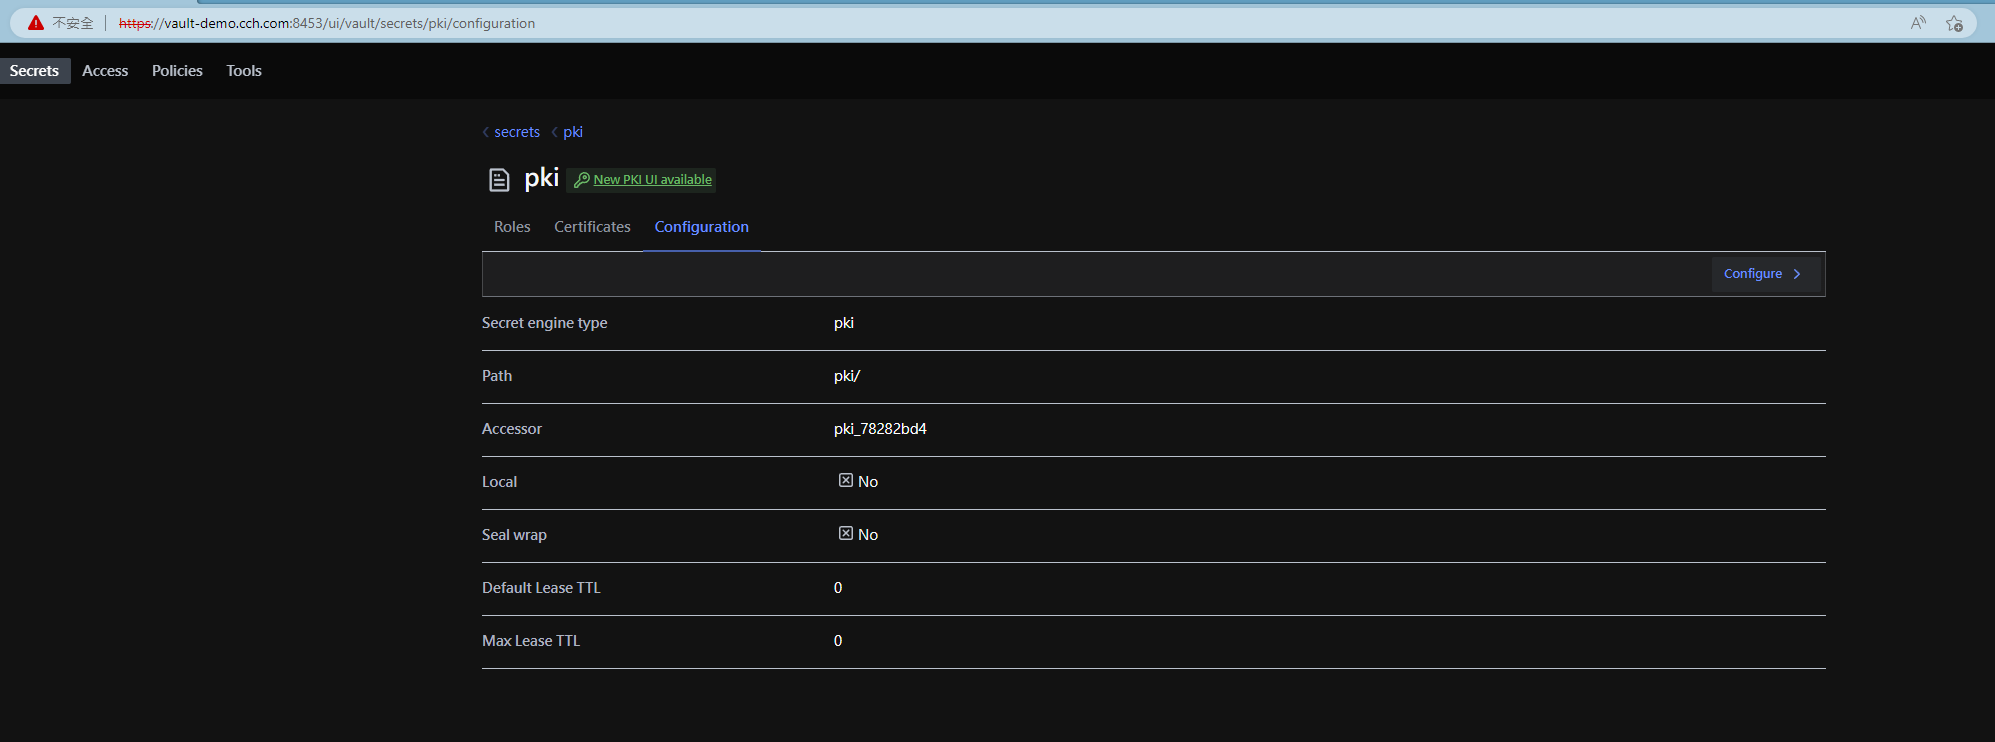 不安全 https://vault-demo.cch.com:8453/ui/vault/secrets/pki/configuration
Secrets Access Policies Tools
secrets pki
pki New PKI UI available
Roles Certificates Configuration
Configure
Secret engine type pki
Path pki/
Accessor pki_78282bd4
Local No
Seal wrap No
Default Lease TTL 0
Max Lease TTL 0